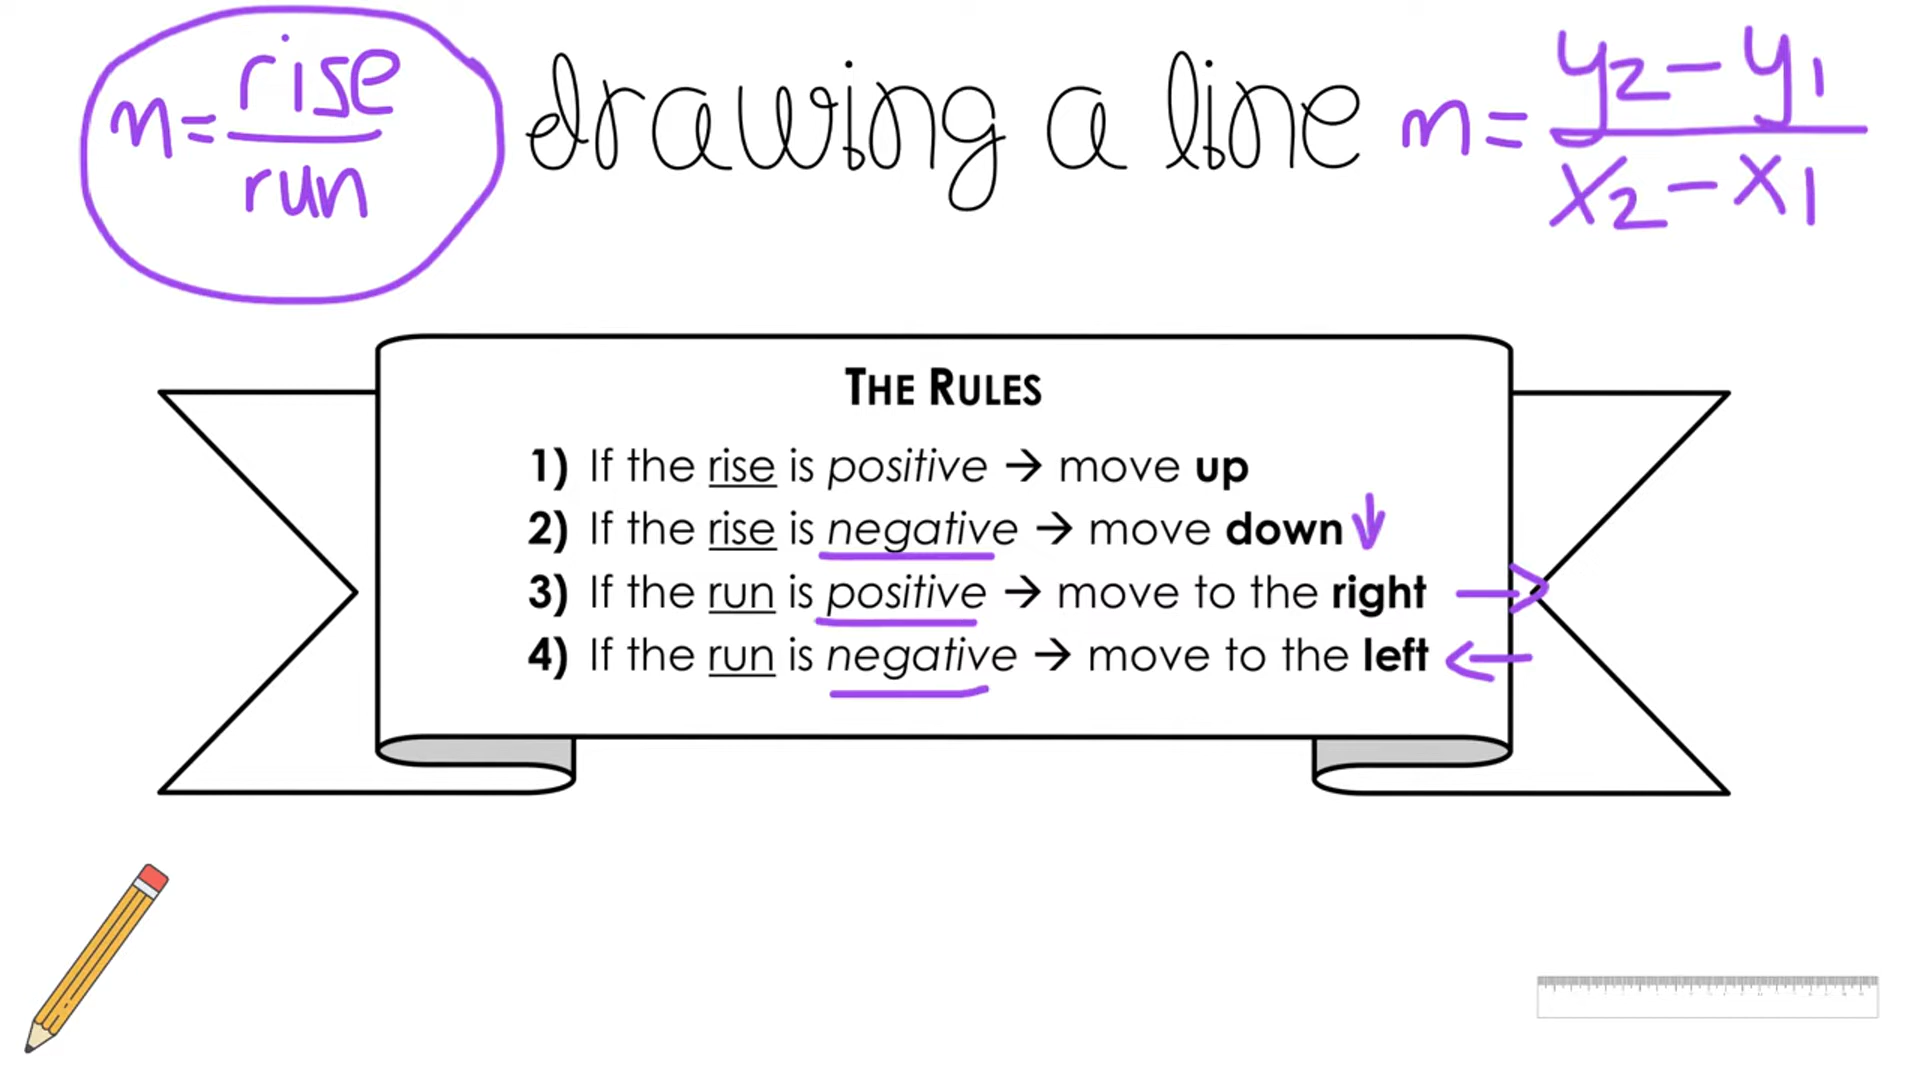 m = rise / run
drawing a line
m = y₂ - y₁ / x₂ - x₁
THE RULES
1) If the rise is positive → move up
2) If the rise is negative → move down ↓
3) If the run is positive → move to the right →
4) If the run is negative → move to the left ←